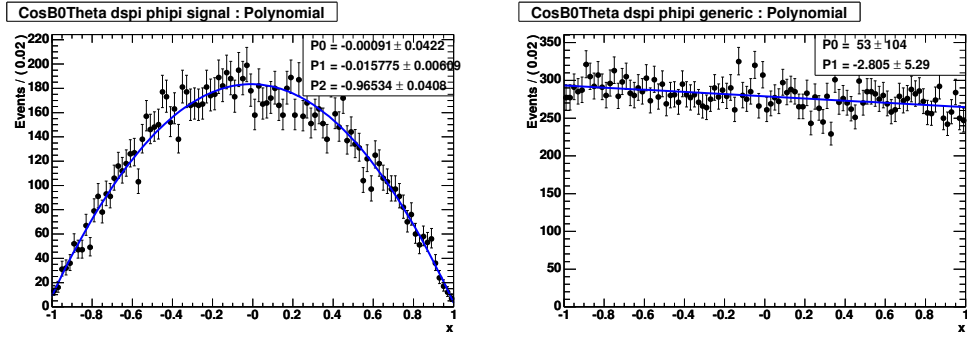 CosB0Theta dspi phipi signal : Polynomial
Events / ( 0.02 )
220
200
180
160
140
120
100
80
60
40
20
0
P0 = -0.00091 ± 0.0422
P1 = -0.015775 ± 0.00609
P2 = -0.96534 ± 0.0408
-1 -0.8 -0.6 -0.4 -0.2 0 0.2 0.4 0.6 0.8 1
x
CosB0Theta dspi phipi generic : Polynomial
Events / ( 0.02 )
350
300
250
200
150
100
50
0
P0 = 53 ± 104
P1 = -2.805 ± 5.29
-1 -0.8 -0.6 -0.4 -0.2 0 0.2 0.4 0.6 0.8 1
x